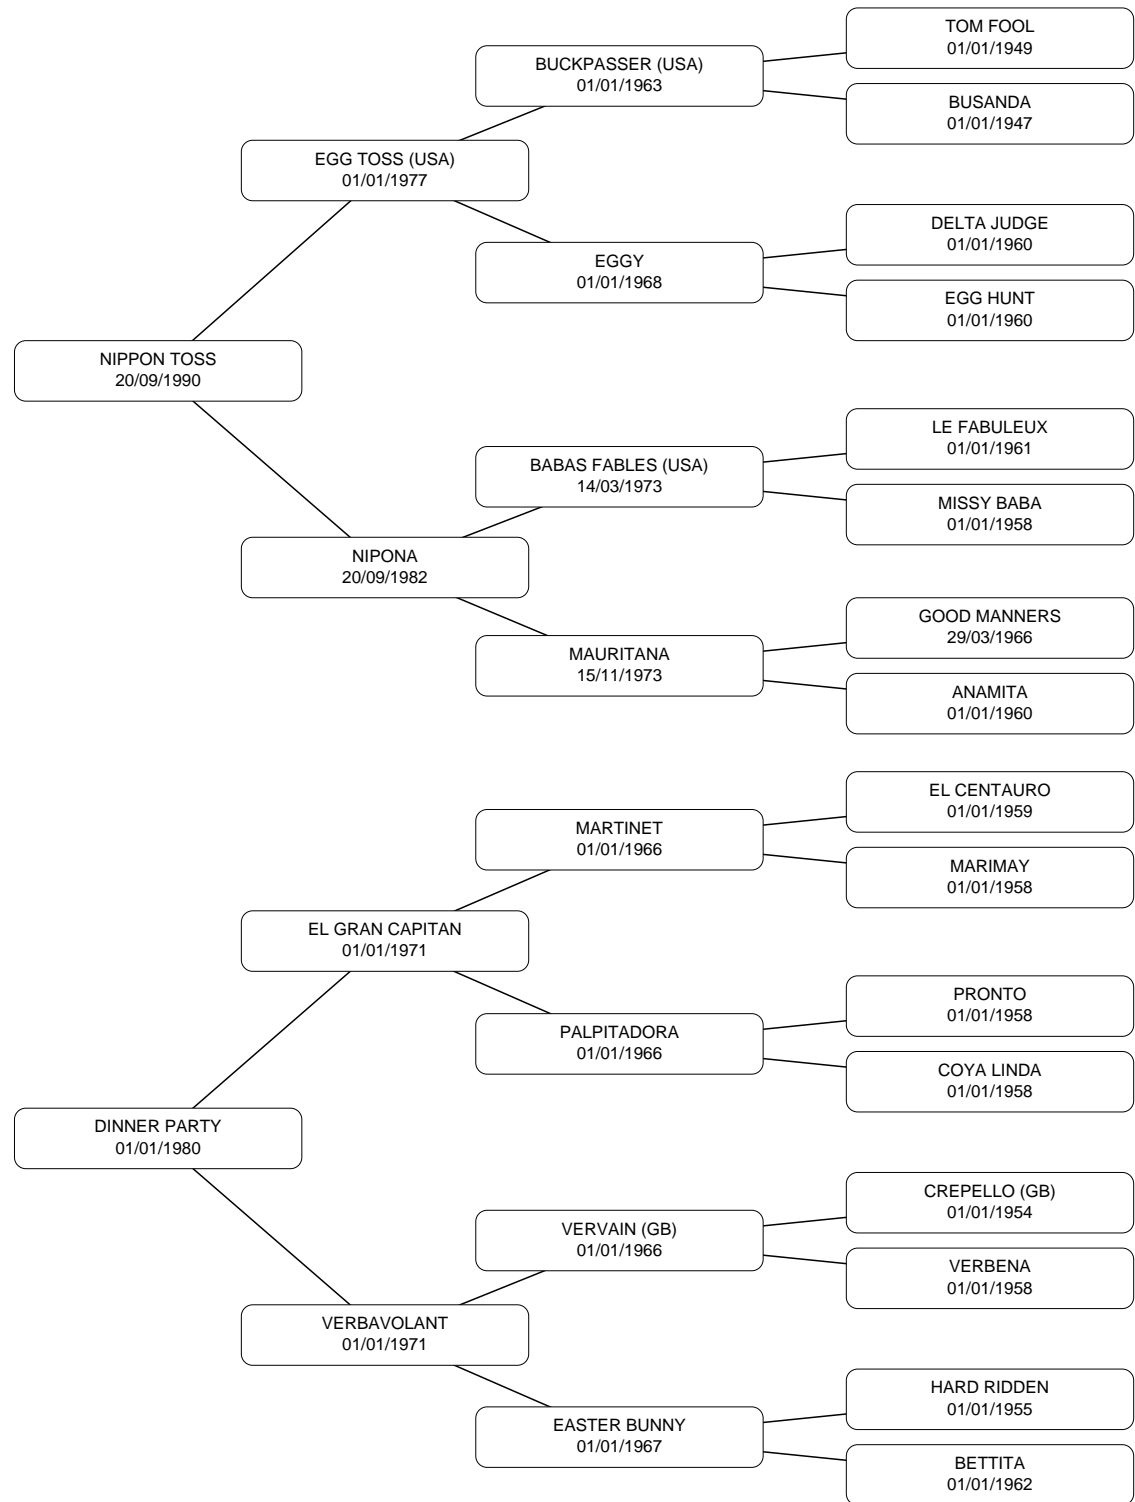 TOM FOOL
01/01/1949
BUCKPASSER (USA)
01/01/1963
BUSANDA
01/01/1947
EGG TOSS (USA)
01/01/1977
DELTA JUDGE
01/01/1960
EGGY
01/01/1968
EGG HUNT
01/01/1960
NIPPON TOSS
20/09/1990
LE FABULEUX
01/01/1961
BABAS FABLES (USA)
14/03/1973
MISSY BABA
01/01/1958
NIPONA
20/09/1982
GOOD MANNERS
29/03/1966
MAURITANA
15/11/1973
ANAMITA
01/01/1960
EL CENTAURO
01/01/1959
MARTINET
01/01/1966
MARIMAY
01/01/1958
EL GRAN CAPITAN
01/01/1971
PRONTO
01/01/1958
PALPITADORA
01/01/1966
COYA LINDA
01/01/1958
DINNER PARTY
01/01/1980
CREPELLO (GB)
01/01/1954
VERVAIN (GB)
01/01/1966
VERBENA
01/01/1958
VERBAVOLANT
01/01/1971
HARD RIDDEN
01/01/1955
EASTER BUNNY
01/01/1967
BETTITA
01/01/1962